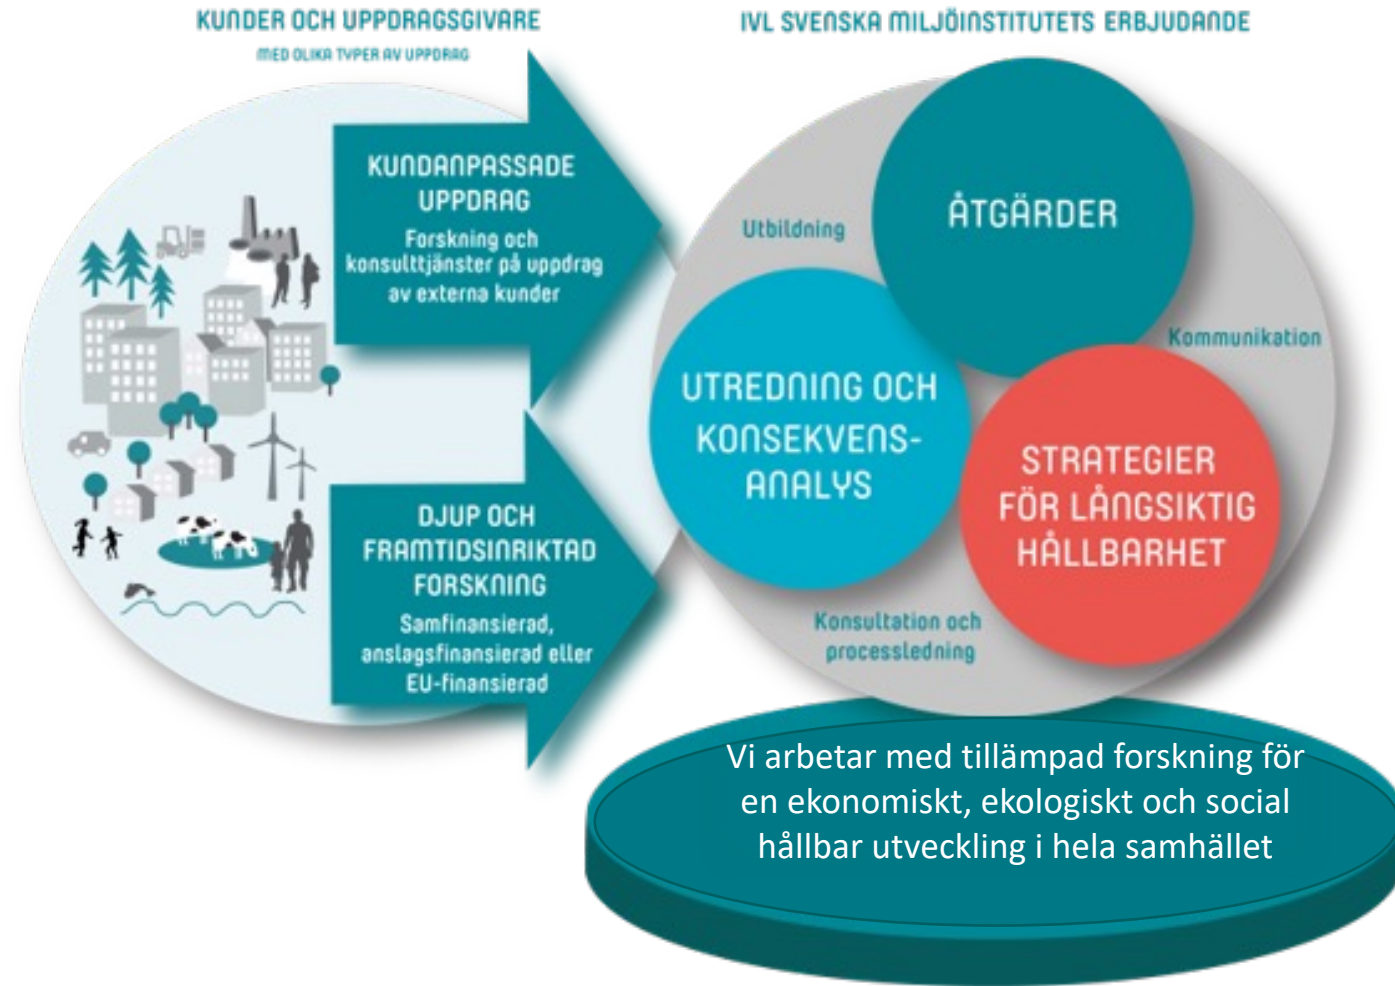 KUNDER OCH UPPDRAGSGIVARE
MED OLIKA TYPER AV UPPDRAG
KUNDANPASSADE
UPPDRAG
Forskning och
konsulttjänster på uppdrag
av externa kunder
DJUP OCH
FRAMTIDSINRIKTAD
FORSKNING
Samfinansierad,
anslagsfinansierad eller
EU-finansierad
IVL SVENSKA MILJÖINSTITUTETS ERBJUDANDE
ÅTGÄRDER
Utbildning
Kommunikation
UTREDNING OCH
KONSEKVENS-
ANALYS
STRATEGIER
FÖR LÅNGSIKTIG
HÅLLBARHET
Konsultation och
processledning
Vi arbetar med tillämpad forskning för
en ekonomiskt, ekologiskt och social
hållbar utveckling i hela samhället